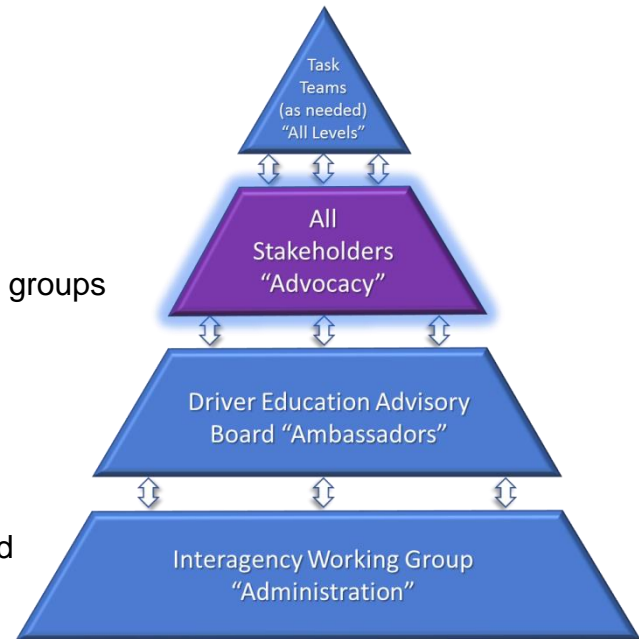 Task
Teams
(as needed)
“All Levels”
All
Stakeholders
“Advocacy”
groups
Driver Education Advisory
Board “Ambassadors”
Interagency Working Group
“Administration”